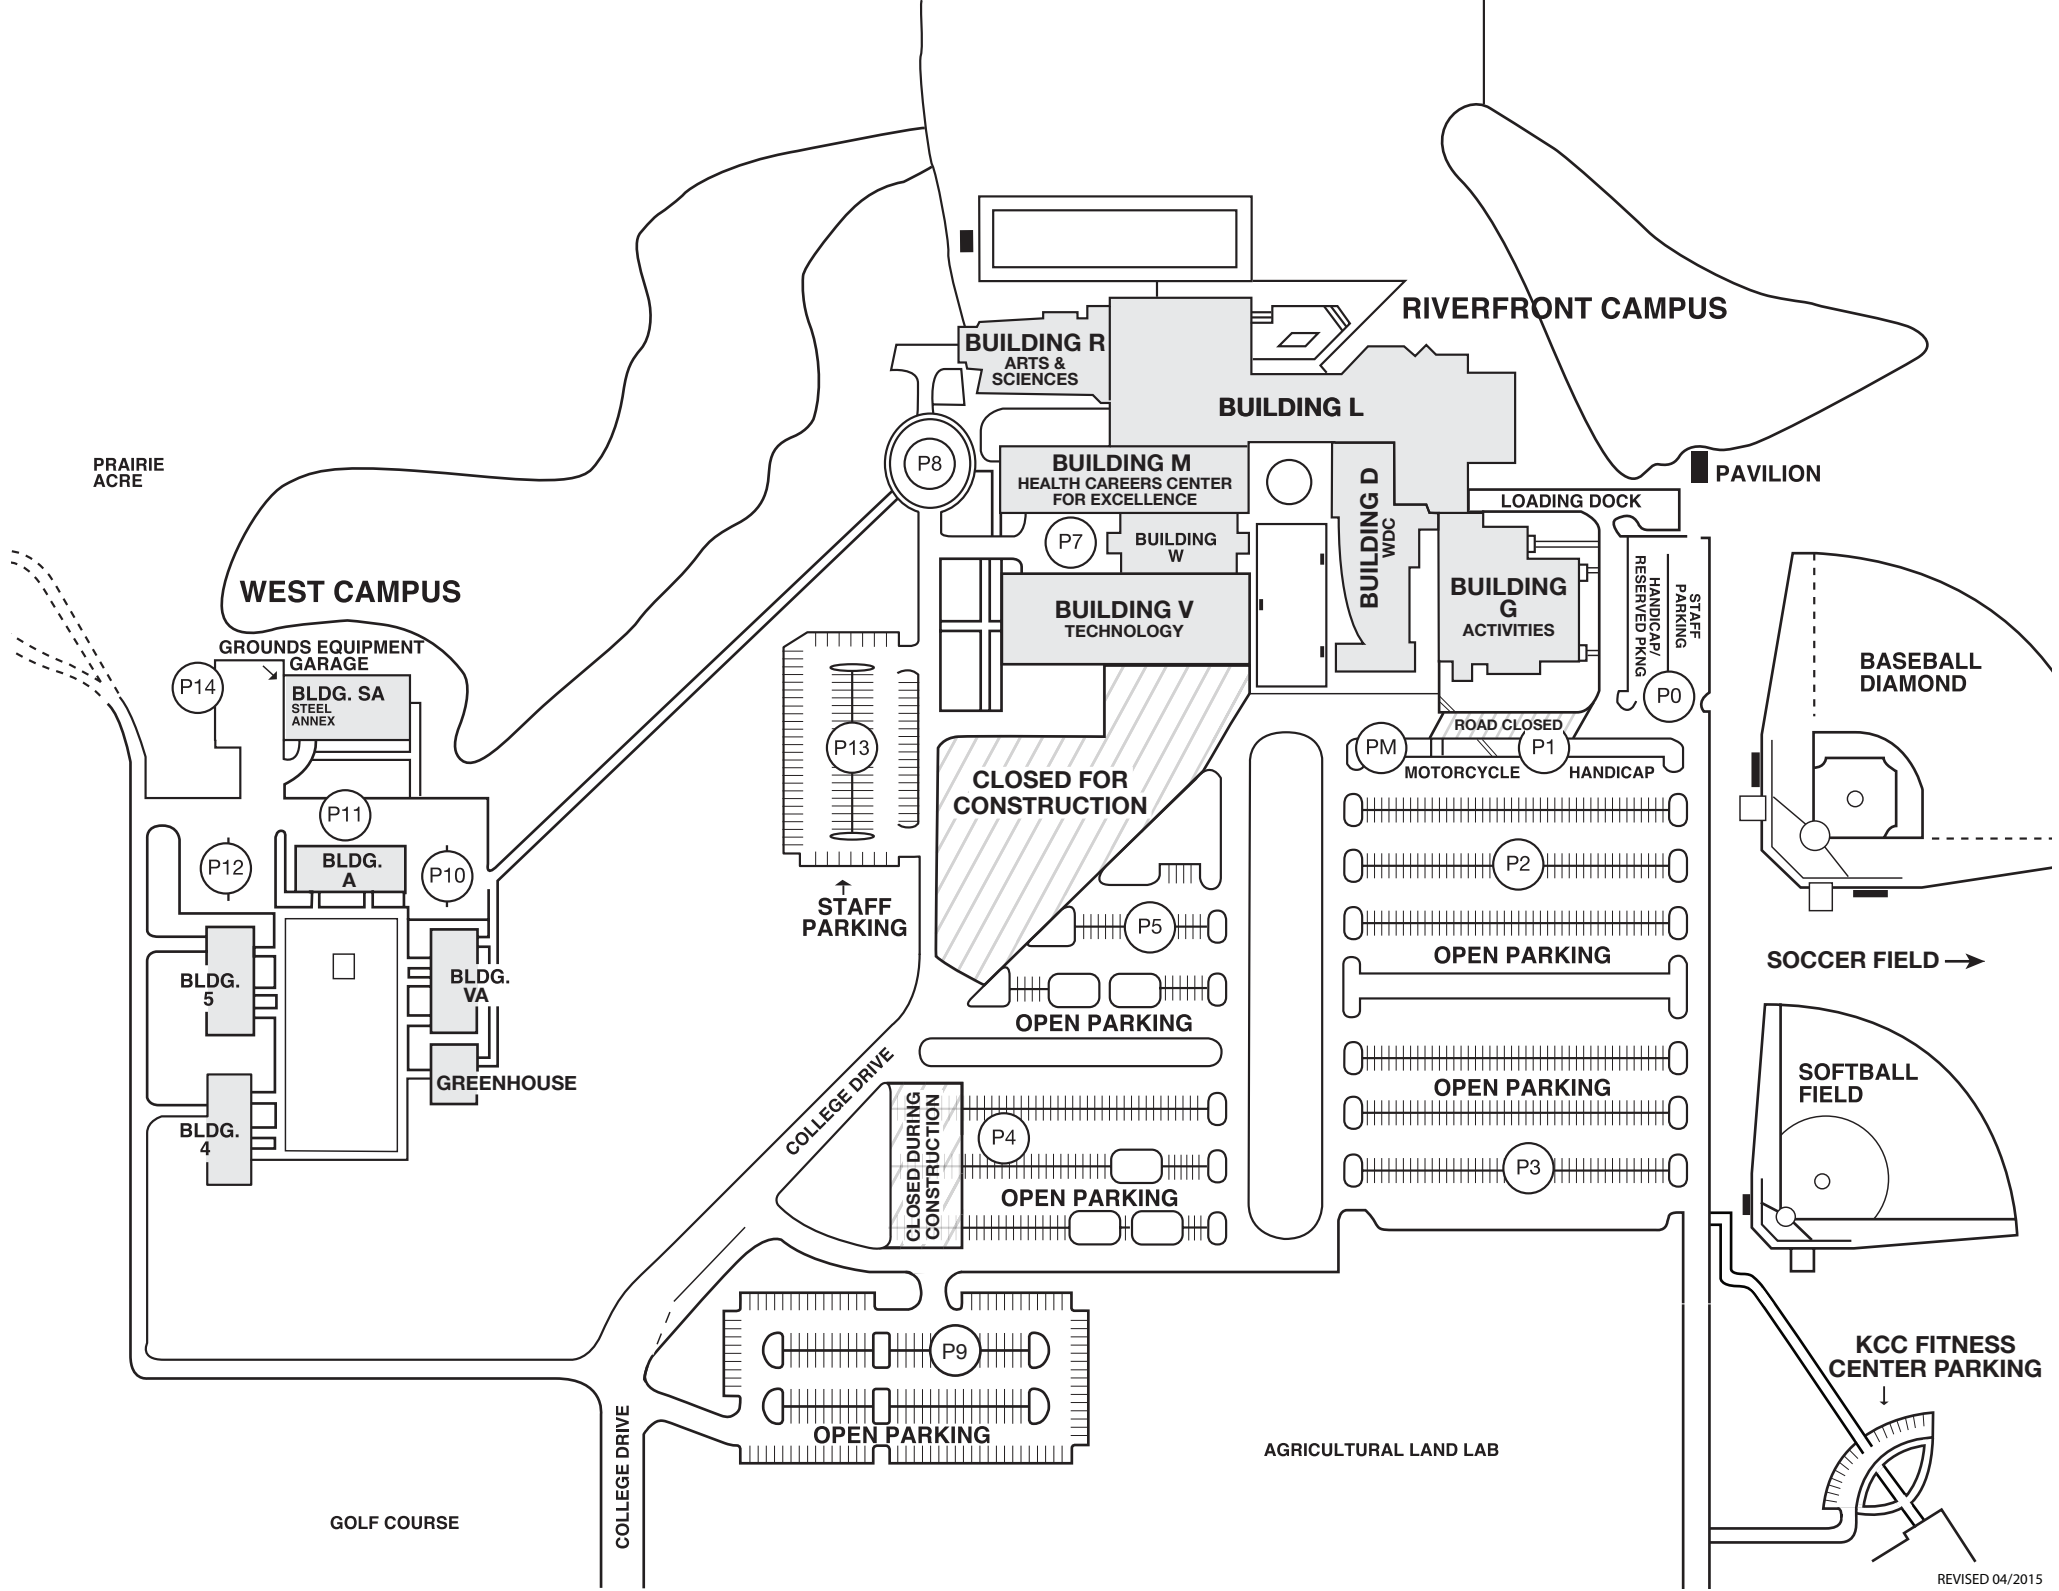 RIVERFRONT CAMPUS
BUILDING R
ARTS &
SCIENCES
BUILDING L
PRAIRIE
ACRE
P8
BUILDING M
HEALTH CAREERS CENTER
FOR EXCELLENCE
BUILDING D
WDC
PAVILION
LOADING DOCK
P7
BUILDING
W
WEST CAMPUS
BUILDING V
TECHNOLOGY
BUILDING
G
ACTIVITIES
HANDICAP/
RESERVED PKNG
STAFF
PARKING
P0
GROUNDS EQUIPMENT
GARAGE
P14
BLDG. SA
STEEL
ANNEX
BASEBALL
DIAMOND
P13
ROAD CLOSED
PM
P1
MOTORCYCLE
HANDICAP
CLOSED FOR
CONSTRUCTION
P11
P12
BLDG.
A
P10
P2
STAFF
PARKING
P5
OPEN PARKING
SOCCER FIELD
BLDG.
5
BLDG.
VA
OPEN PARKING
GREENHOUSE
COLLEGE DRIVE
OPEN PARKING
SOFTBALL
FIELD
BLDG.
4
CLOSED DURING
CONSTRUCTION
P4
P3
OPEN PARKING
P9
OPEN PARKING
KCC FITNESS
CENTER PARKING
COLLEGE DRIVE
AGRICULTURAL LAND LAB
GOLF COURSE
REVISED 04/2015